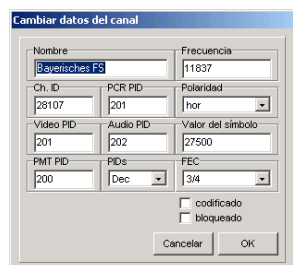 Cambiar datos del canal
Nombre Frecuencia
Bayerisches FS 11837
Ch. ID PCR PID Polaridad
28107 201 hor
Video PID Audio PID Valor del símbolo
201 202 27500
PMT PID PIDs FEC
200 Dec 3/4
codificado
bloqueado
Cancelar OK